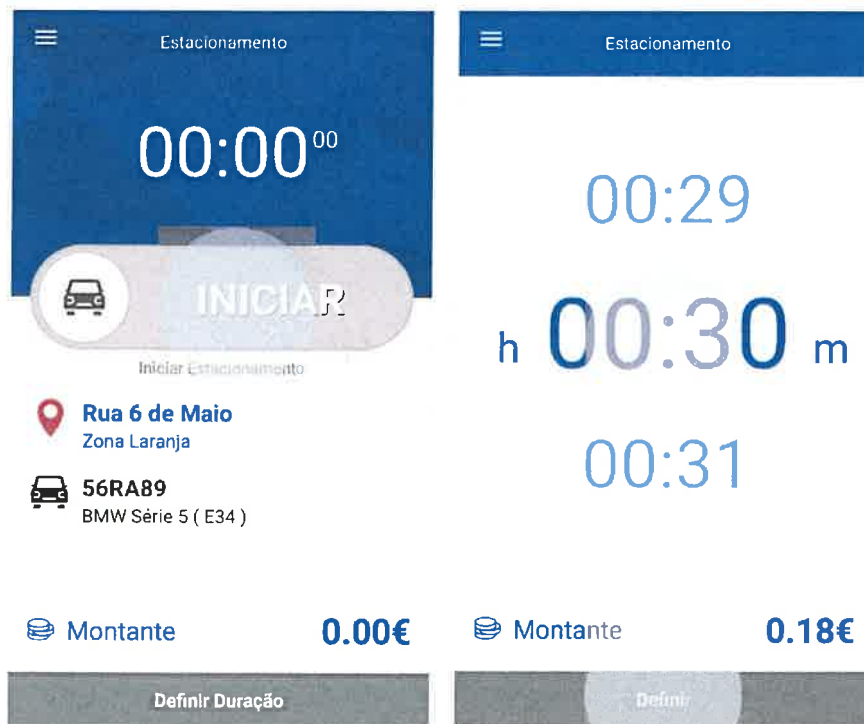 Estacionamento
00:00 00
INICIAR
Iniciar Estacionamento
Rua 6 de Maio
Zona Laranja
56RA89
BMW Série 5 ( E34 )
Montante 0.00€
Definir Duração
Estacionamento
00:29
h 00:30 m
00:31
Montante 0.18€
Definir